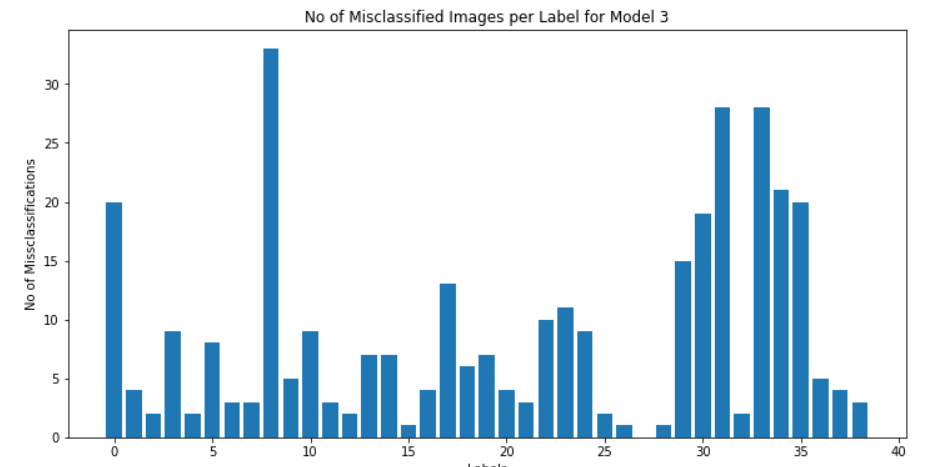 No of Misclassified Images per Label for Model 3
No of Missclassifications
30
25
20
15
10
5
0
0 5 10 15 20 25 30 35 40
Labels